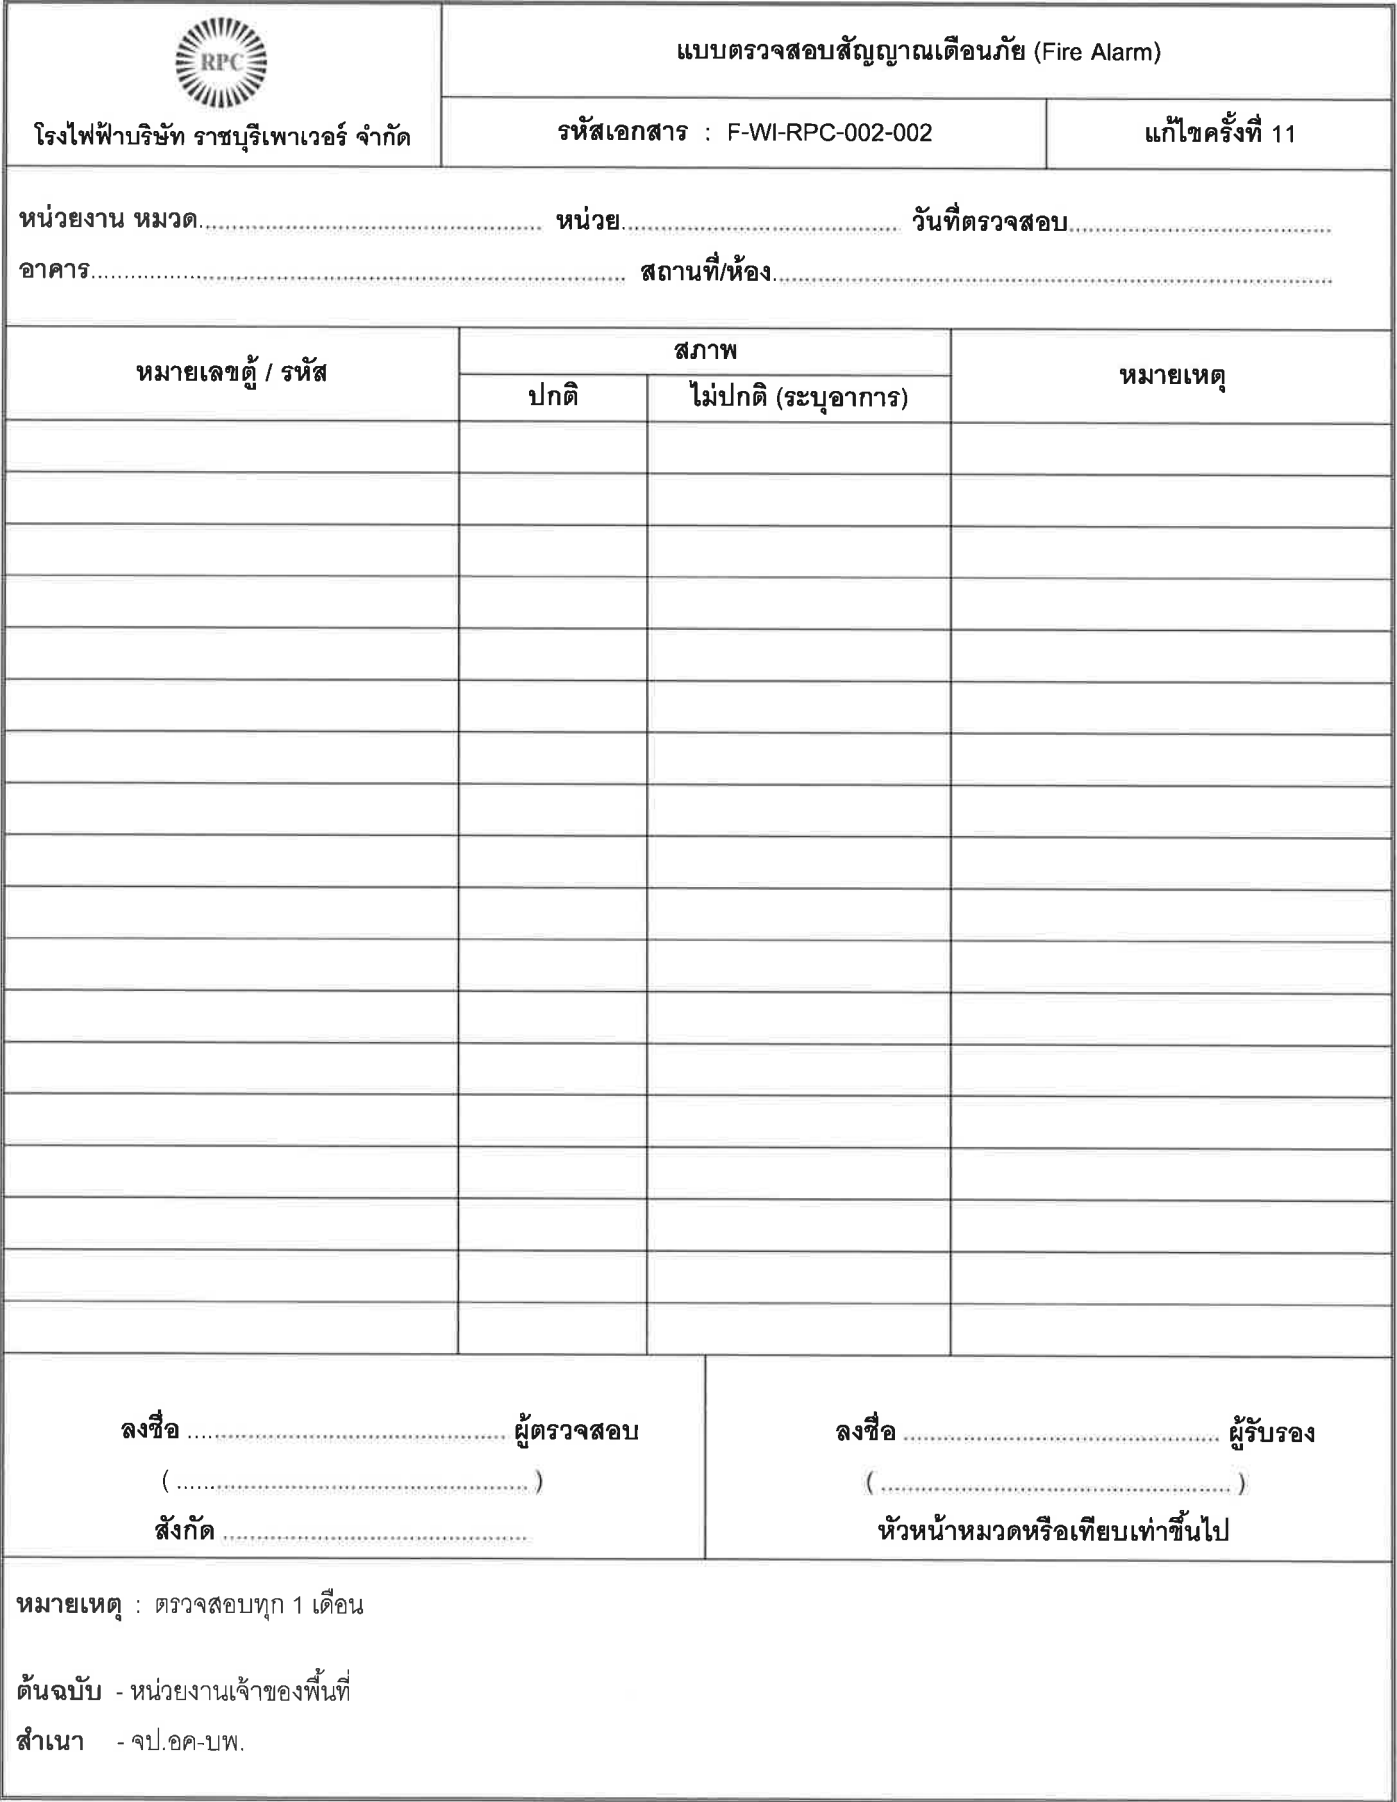 RPC
โรงไฟฟ้าบริษัท ราชบุรีเพาเวอร์ จำกัด
แบบตรวจสอบสัญญาณเตือนภัย (Fire Alarm)
รหัสเอกสาร : F-WI-RPC-002-002
แก้ไขครั้งที่ 11
หน่วยงาน หมวด.................................................... หน่วย.......................................... วันที่ตรวจสอบ........................................
อาคาร................................................................................. สถานที่/ห้อง....................................................................................
หมายเลขตู้ / รหัส
สภาพ
หมายเหตุ
ปกติ
ไม่ปกติ (ระบุอาการ)
ลงชื่อ ................................................ ผู้ตรวจสอบ
( ..................................................... )
สังกัด ..............................................
ลงชื่อ ................................................ ผู้รับรอง
( ..................................................... )
หัวหน้าหมวดหรือเทียบเท่าขึ้นไป
หมายเหตุ : ตรวจสอบทุก 1 เดือน
ต้นฉบับ - หน่วยงานเจ้าของพื้นที่
สำเนา - จป.อค-บพ.